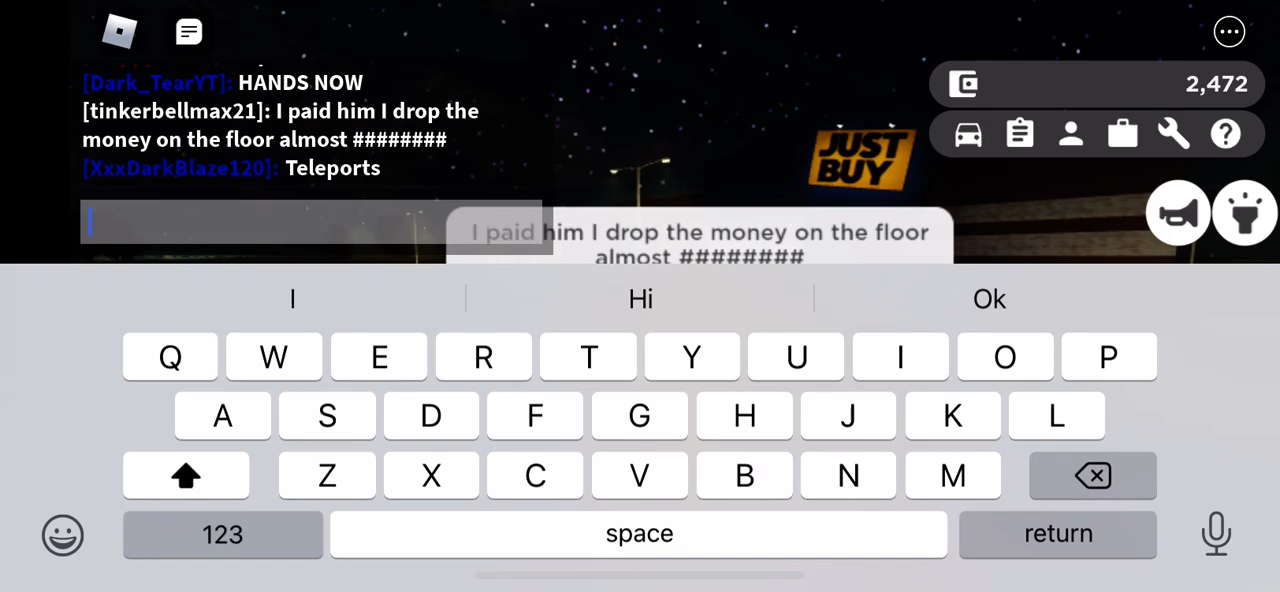 [Dark_TearYT]: HANDS NOW
[tinkerbellmax21]: I paid him I drop the
money on the floor almost ########
[XxxDarkBlaze120]: Teleports
2,472
JUST
BUY
I paid him I drop the money on the floor
almost ########
I Hi Ok
Q W E R T Y U I O P
A S D F G H J K L
Z X C V B N M
123 space return